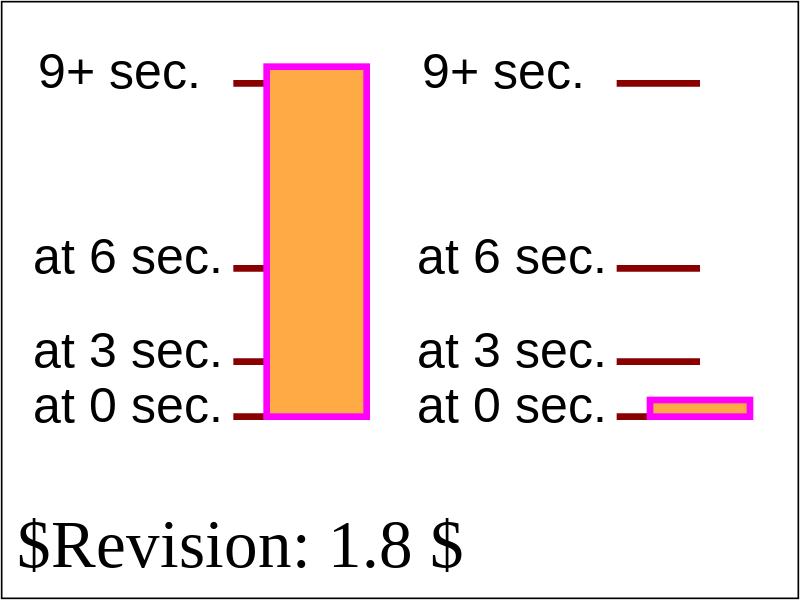 9+ sec. 9+ sec.
at 6 sec. at 6 sec.
at 3 sec. at 3 sec.
at 0 sec. at 0 sec.
$Revision: 1.8 $